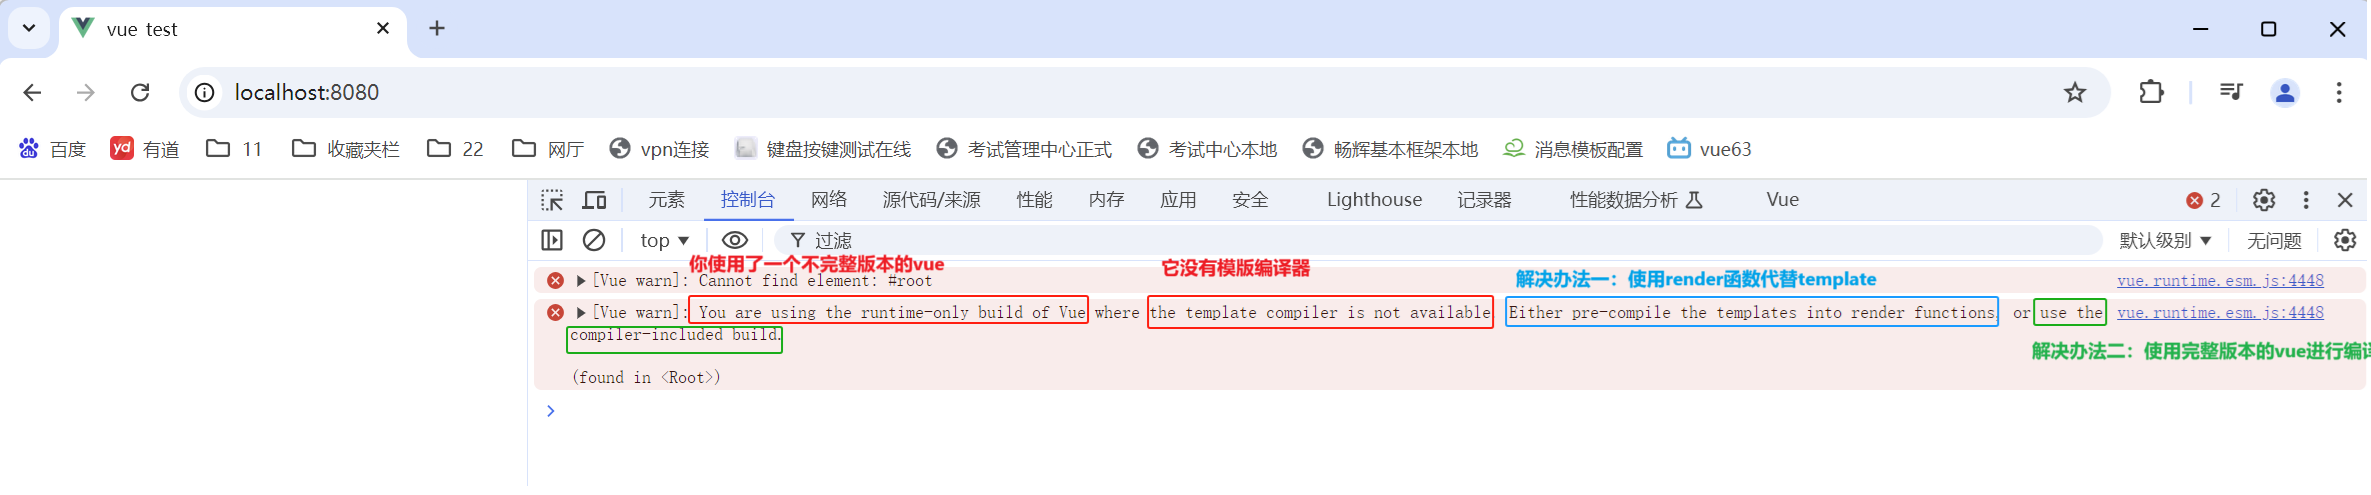 vue test
localhost:8080
百度 有道 11 收藏夹栏 22 网厅 vpn连接 键盘按键测试在线 考试管理中心正式 考试中心本地 畅辉基本框架本地 消息模板配置 vue63
元素 控制台 网络 源代码/来源 性能 内存 应用 安全 Lighthouse 记录器 性能数据分析 Vue 2
top 过滤 默认级别 无问题
你使用了一个不完整版本的vue 它没有模版编译器 解决办法一：使用render函数代替template
[Vue warn]: Cannot find element: #root vue.runtime.esm.js:4448
[Vue warn]: You are using the runtime-only build of Vue where the template compiler is not available. Either pre-compile the templates into render functions, or use the vue.runtime.esm.js:4448
compiler-included build.
解决办法二：使用完整版本的vue进行编译
(found in <Root>)